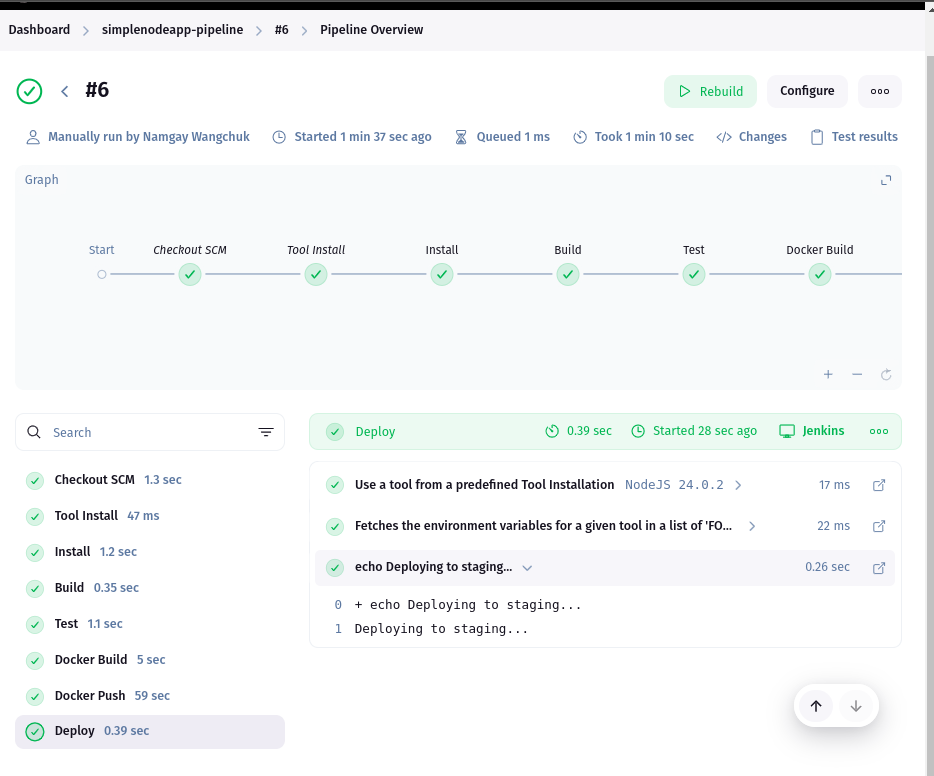 Dashboard simplenodeapp-pipeline #6 Pipeline Overview
#6
Rebuild Configure
Manually run by Namgay Wangchuk Started 1 min 37 sec ago Queued 1 ms Took 1 min 10 sec Changes Test results
Graph
Start Checkout SCM Tool Install Install Build Test Docker Build
Search
Checkout SCM 1.3 sec
Tool Install 47 ms
Install 1.2 sec
Build 0.35 sec
Test 1.1 sec
Docker Build 5 sec
Docker Push 59 sec
Deploy 0.39 sec
Deploy 0.39 sec Started 28 sec ago Jenkins
Use a tool from a predefined Tool Installation NodeJS 24.0.2 17 ms
Fetches the environment variables for a given tool in a list of 'FO... 22 ms
echo Deploying to staging... 0.26 sec
0 + echo Deploying to staging...
1 Deploying to staging...